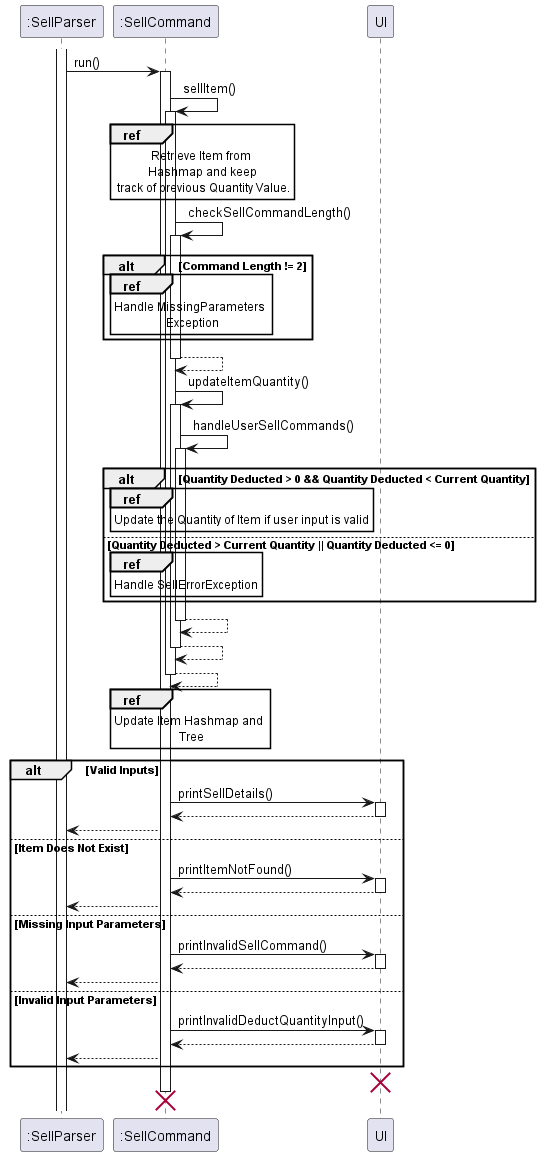 :SellParser
:SellCommand
UI
run()
sellItem()
ref
Retrieve Item from
Hashmap and keep
track of previous Quantity Value.
checkSellCommandLength()
alt
[Command Length != 2]
ref
Handle MissingParameters
Exception
updateItemQuantity()
handleUserSellCommands()
alt
[Quantity Deducted > 0 && Quantity Deducted < Current Quantity]
ref
Update the Quantity of Item if user input is valid
[Quantity Deducted > Current Quantity || Quantity Deducted <= 0]
ref
Handle SellErrorException
ref
Update Item Hashmap and
Tree
alt
[Valid Inputs]
printSellDetails()
[Item Does Not Exist]
printItemNotFound()
[Missing Input Parameters]
printInvalidSellCommand()
[Invalid Input Parameters]
printInvalidDeductQuantityInput()
:SellParser
:SellCommand
UI